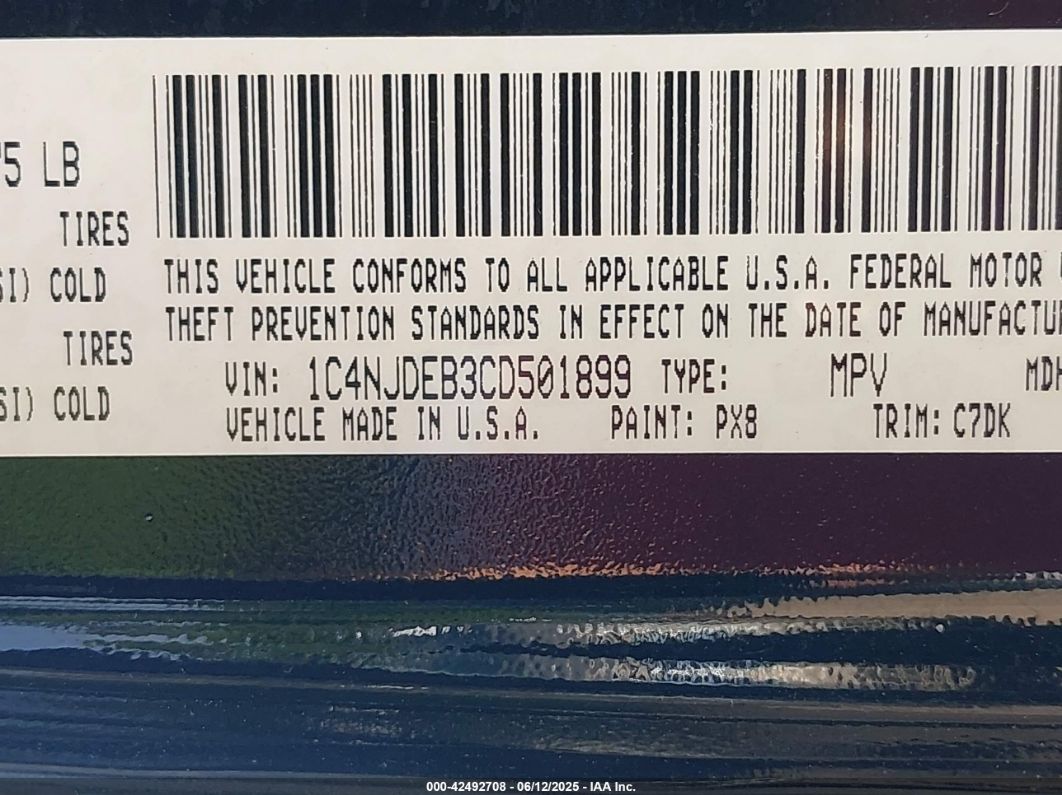 5 LB
TIRES
SI) COLD
TIRES
SI) COLD
THIS VEHICLE CONFORMS TO ALL APPLICABLE U.S.A. FEDERAL MOTOR
THEFT PREVENTION STANDARDS IN EFFECT ON THE DATE OF MANUFACTU
VIN: 1C4NJDEB3CD501899 TYPE: MPV MDH
VEHICLE MADE IN U.S.A. PAINT: PX8 TRIM: C7DK
000-42492708 - 06/12/2025 - IAA Inc.